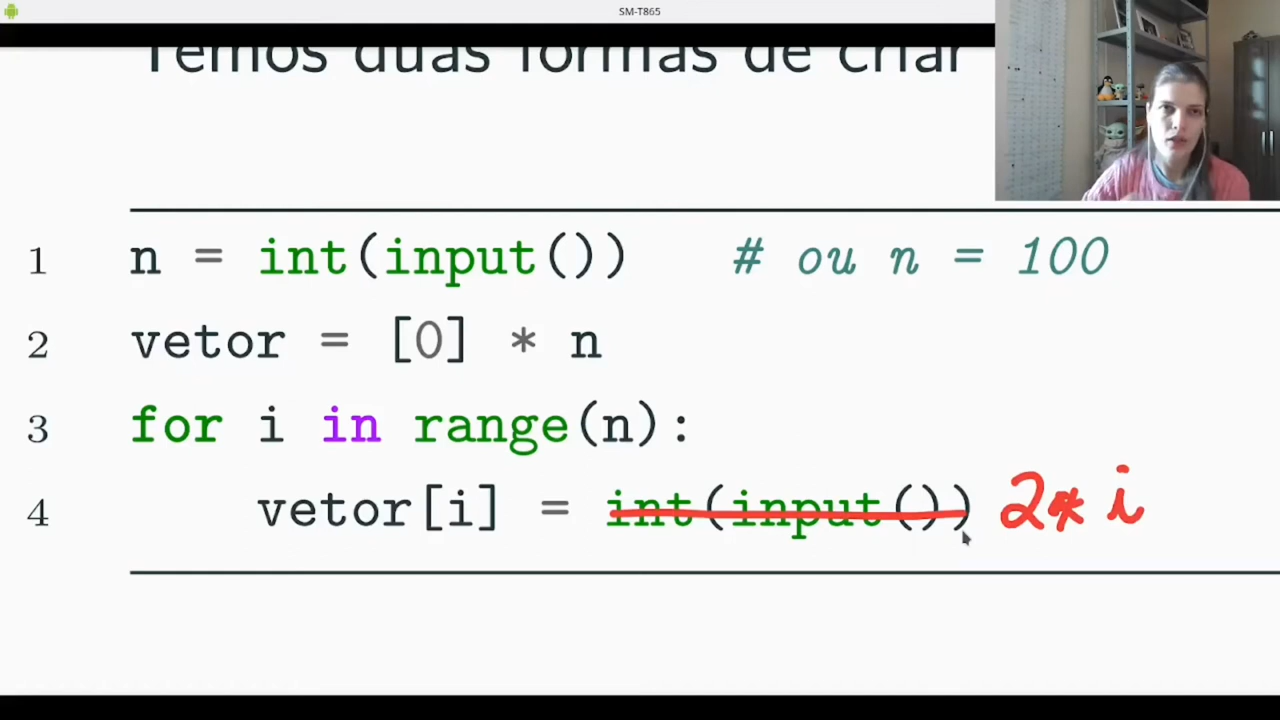 SM-T865
Temos duas formas de criar
1 n = int(input()) # ou n = 100
2 vetor = [0] * n
3 for i in range(n):
4 vetor[i] = int(input()) 2* i